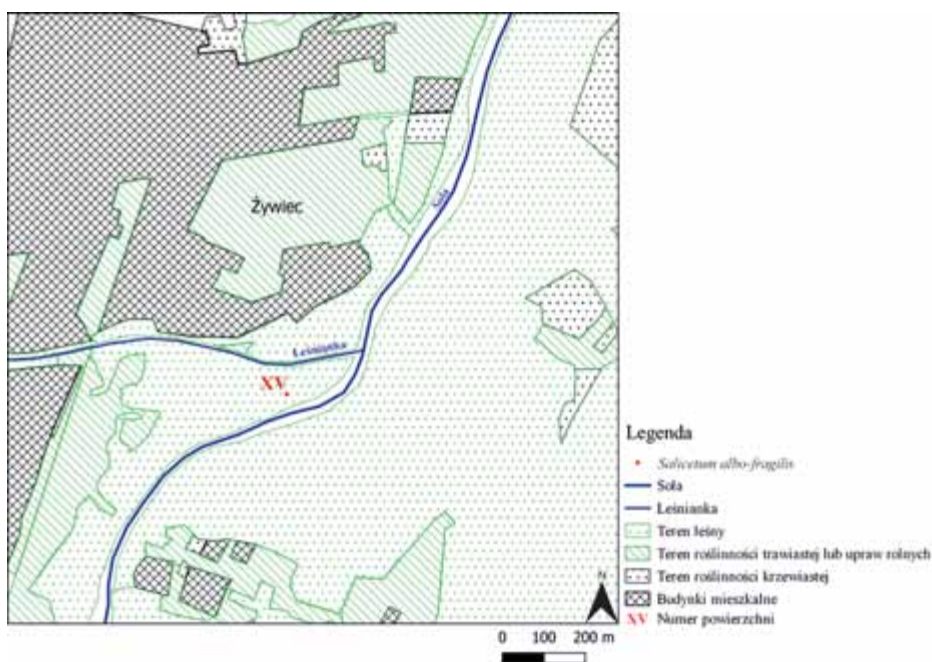 Żywiec
Soła
Leśnianka
XV
Legenda
Salicetum albo-fragilis
Soła
Leśnianka
Teren leśny
Teren roślinności trawiastej lub upraw rolnych
Teren roślinności krzewiastej
Budynki mieszkalne
XV Numer powierzchni
N
0 100 200 m